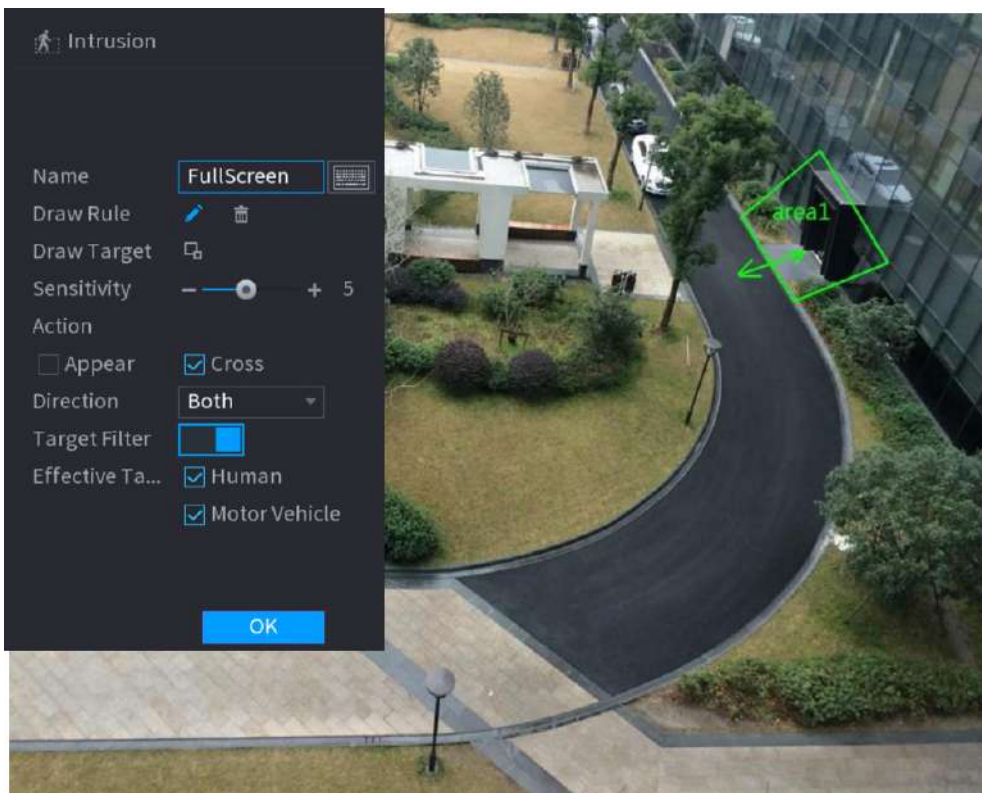 Intrusion
Name FullScreen
Draw Rule
Draw Target
Sensitivity - + 5
Action
Appear Cross
Direction Both
Target Filter
Effective Ta... Human
Motor Vehicle
OK
area1